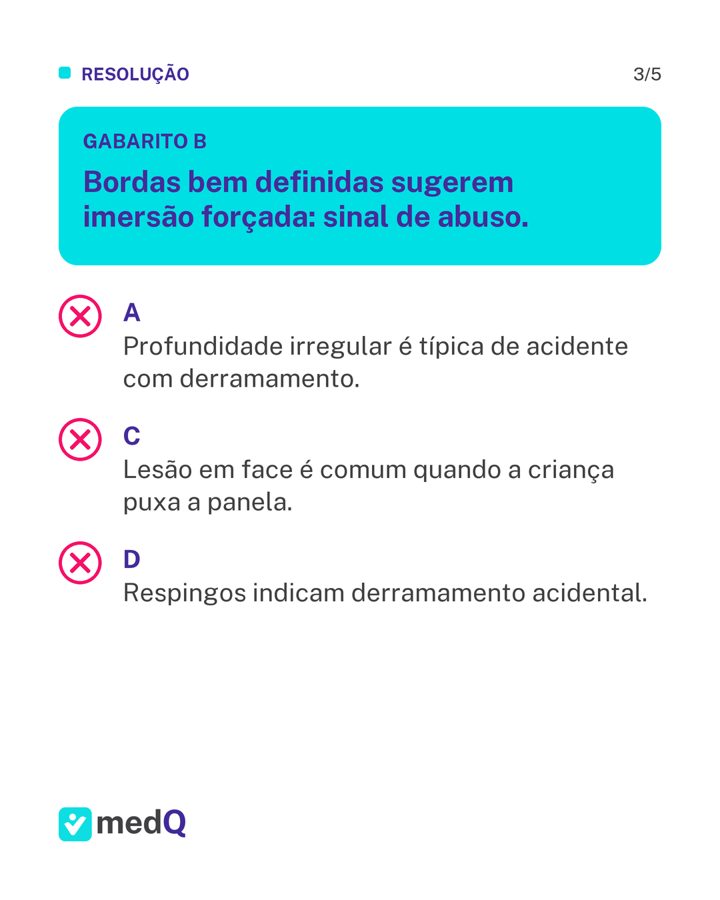 RESOLUÇÃO
3/5
GABARITO B
Bordas bem definidas sugerem
imersão forçada: sinal de abuso.
A
Profundidade irregular é típica de acidente
com derramamento.
C
Lesão em face é comum quando a criança
puxa a panela.
D
Respingos indicam derramamento acidental.
medQ